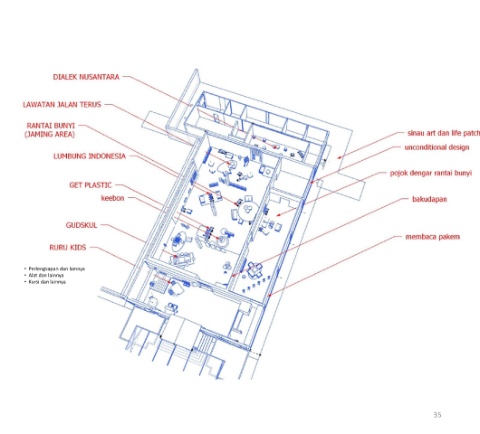 DIALEK NUSANTARA
LAWATAN JALAN TERUS
RANTAI BUNYI
(JAMING AREA)
LUMBUNG INDONESIA
GET PLASTIC
keebon
GUDSKUL
RURU KIDS
• Perlengkapan dan lainnya
• Alat dan lainnya
• Kursi dan lainnya
sinau art dan life patch
unconditional design
pojok dengar rantai bunyi
bakudapan
membaca pakem
35